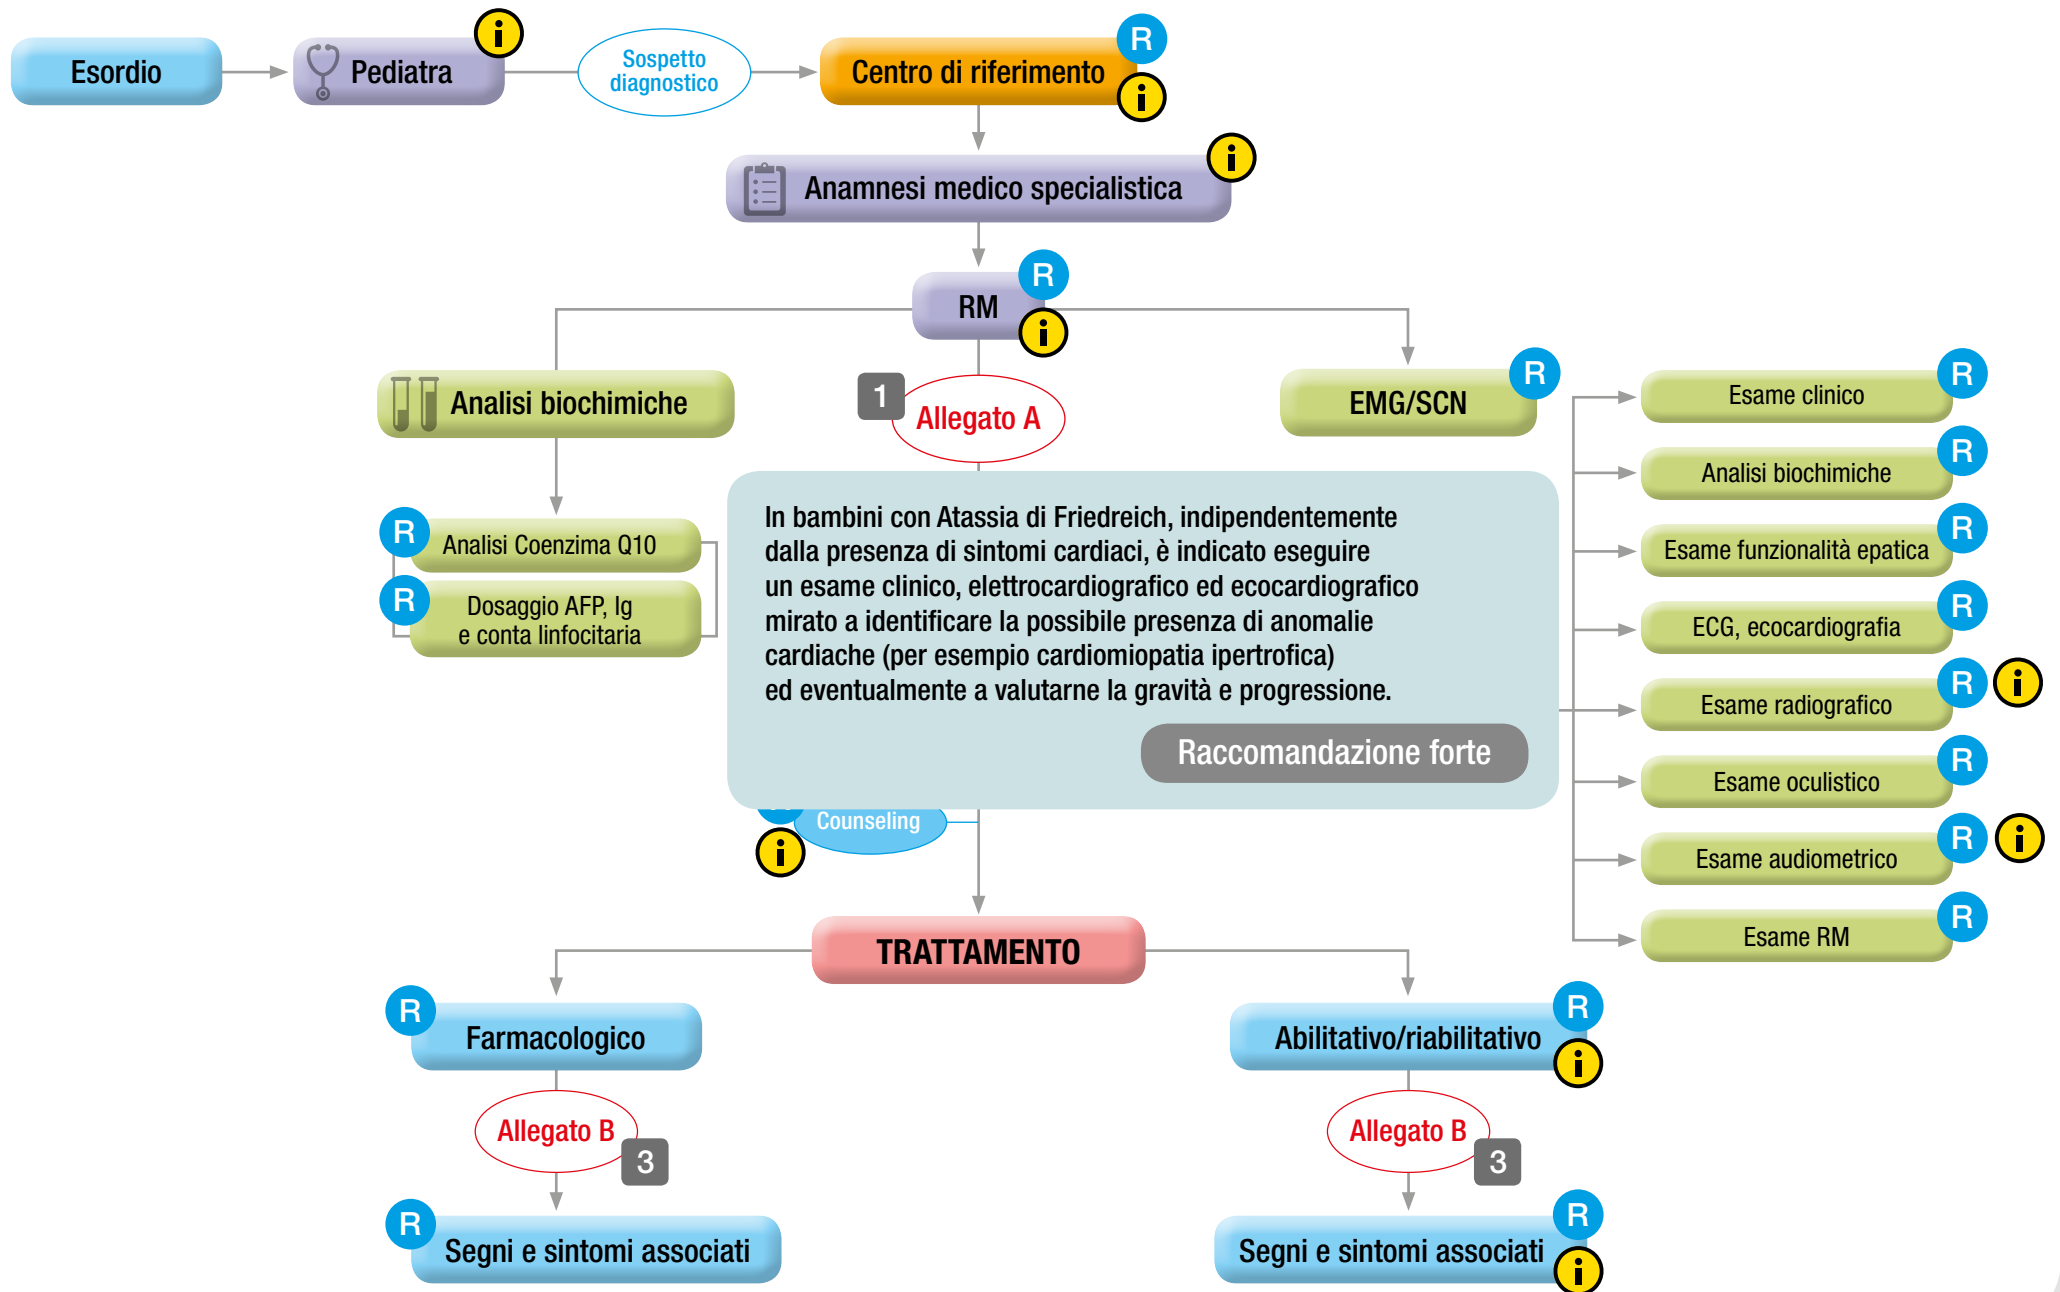 Esordio
Pediatra
i
Sospetto
diagnostico
Centro di riferimento
R
i
Anamnesi medico specialistica
i
RM
R
i
Analisi biochimiche
1
Allegato A
EMG/SCN
R
Analisi Coenzima Q10
R
Dosaggio AFP, Ig
e conta linfocitaria
R
In bambini con Atassia di Friedreich, indipendentemente
dalla presenza di sintomi cardiaci, è indicato eseguire
un esame clinico, elettrocardiografico ed ecocardiografico
mirato a identificare la possibile presenza di anomalie
cardiache (per esempio cardiomiopatia ipertrofica)
ed eventualmente a valutarne la gravità e progressione.
Raccomandazione forte
Esame clinico
R
Analisi biochimiche
R
Esame funzionalità epatica
R
ECG, ecocardiografia
R
Esame radiografico
R
i
Esame oculistico
R
Esame audiometrico
R
i
Esame RM
R
Counseling
i
TRATTAMENTO
R
Farmacologico
Abilitativo/riabilitativo
R
i
Allegato B
3
Allegato B
3
R
Segni e sintomi associati
Segni e sintomi associati
R
i